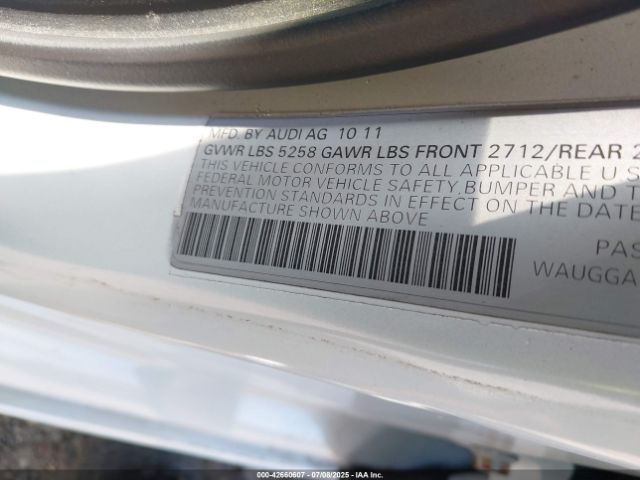 MFD. BY AUDI AG 10 11
GVWR LBS 5258 GAWR LBS FRONT 2712/REAR 2
THIS VEHICLE CONFORMS TO ALL APPLICABLE U S
FEDERAL MOTOR VEHICLE SAFETY, BUMPER AND T
PREVENTION STANDARDS IN EFFECT ON THE DATE
MANUFACTURE SHOWN ABOVE
PAS
WAUGGA
000-42660607 - 07/08/2025 - IAA, Inc.